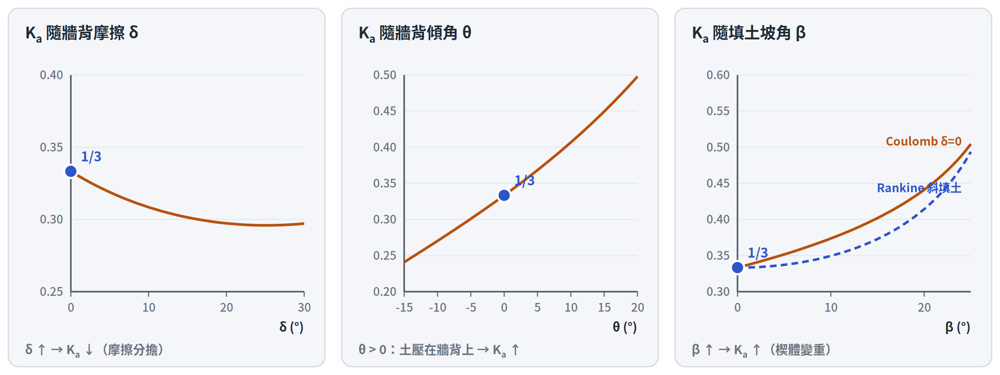 Kₐ 隨牆背摩擦 δ
0.40
0.35
0.30
0.25
1/3
0 10 20 30
δ (°)
δ ↑ → Kₐ ↓（摩擦分擔）
Kₐ 隨牆背傾角 θ
0.50
0.45
0.40
0.35
0.30
0.25
0.20
1/3
-15 -10 -5 0 5 10 15 20
θ (°)
θ > 0：土壓在牆背上 → Kₐ ↑
Kₐ 隨填土坡角 β
0.60
0.55
0.50
0.45
0.40
0.35
0.30
Coulomb δ=0
Rankine 斜填土
1/3
0 10 20
β (°)
β ↑ → Kₐ ↑（楔體變重）